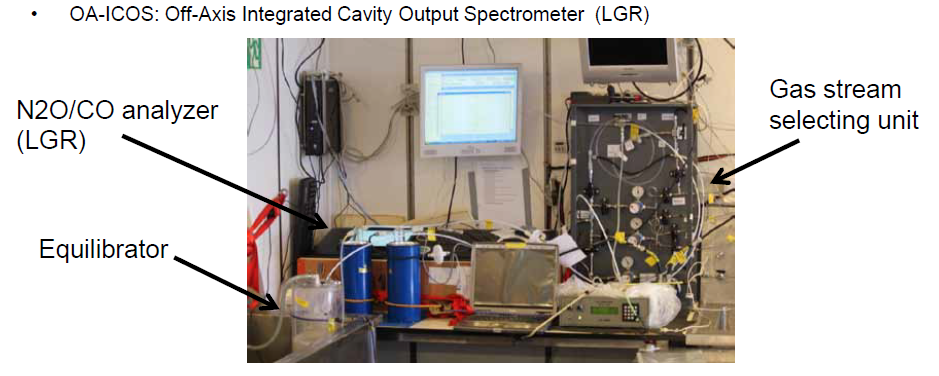 • OA-ICOS: Off-Axis Integrated Cavity Output Spectrometer (LGR)
N2O/CO analyzer
(LGR)
Gas stream
selecting unit
Equilibrator